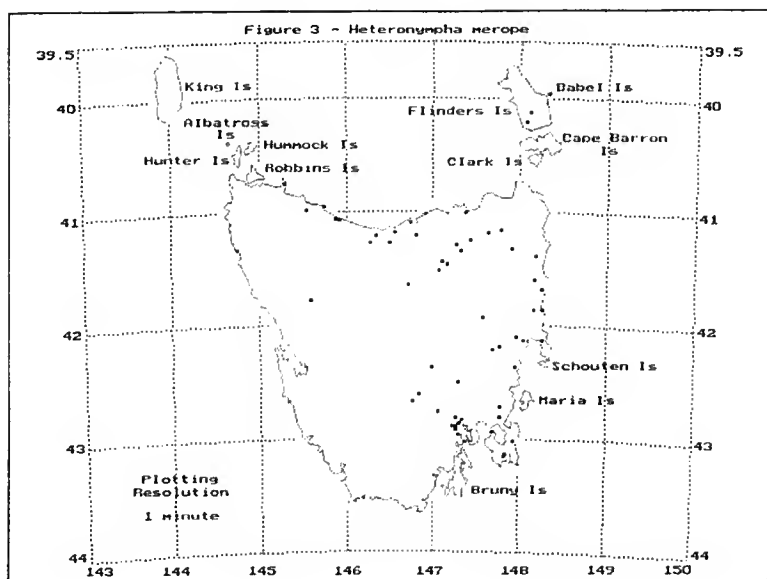 Figure 3 - Heteronympha merope
39.5
39.5
King Is
Babel Is
40
Flinders Is
40
Albatross
Is
Hummock Is
Cape Barron
Is
Hunter Is
Clark Is
Robbins Is
41
41
42
42
Schouten Is
Maria Is
43
43
Plotting
Resolution
1 minute
Bruny Is
44
44
143
144
145
146
147
148
149
150